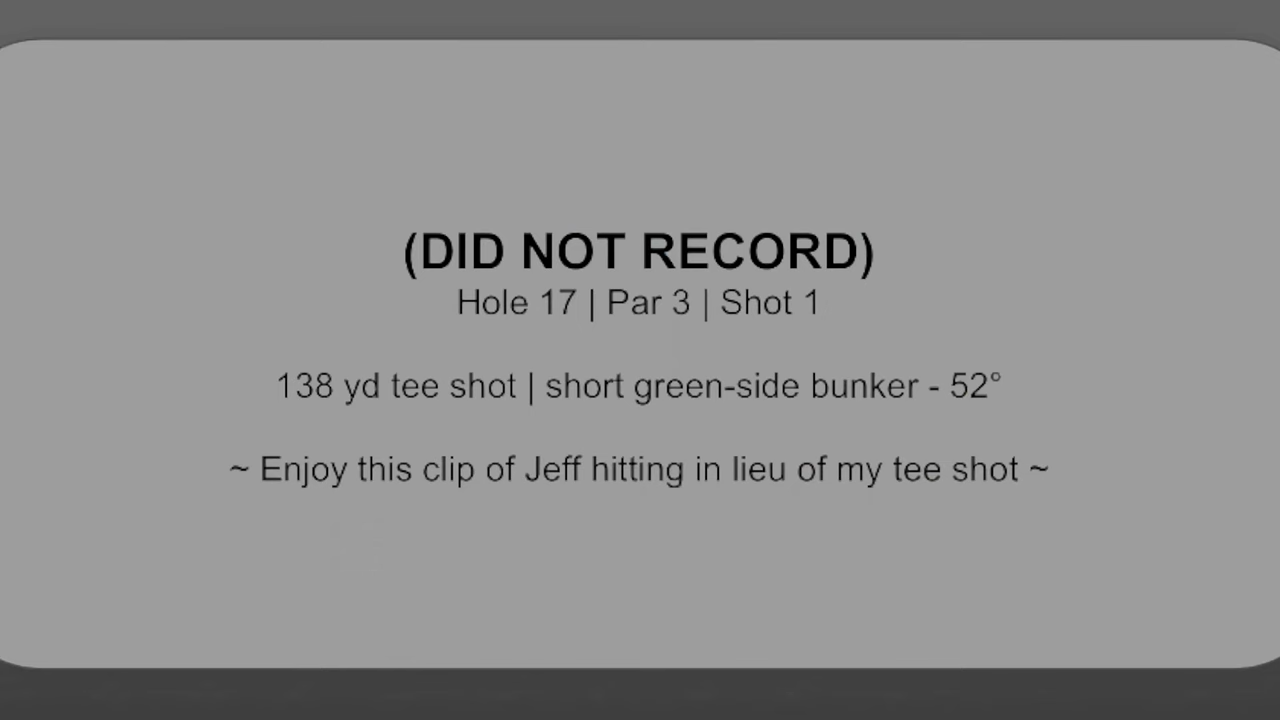 (DID NOT RECORD)
Hole 17 | Par 3 | Shot 1
138 yd tee shot | short green-side bunker - 52°
~ Enjoy this clip of Jeff hitting in lieu of my tee shot ~